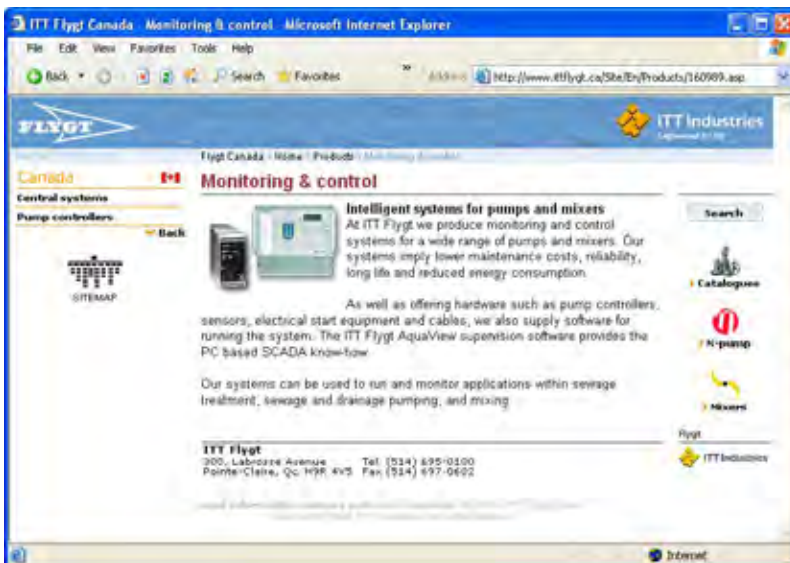 ITT Flygt Canada - Monitoring & control - Microsoft Internet Explorer
File Edit View Favorites Tools Help
Back Search Favorites » Address http://www.ittflygt.ca/Site/En/Products/160989.asp
FLYGT
ITT Industries
Flygt Canada Home Products
Canada
Monitoring & control
Central systems
Pump controllers
Back
SITEMAP
Intelligent systems for pumps and mixers
At ITT Flygt we produce monitoring and control
systems for a wide range of pumps and mixers. Our
systems imply lower maintenance costs, reliability,
long life and reduced energy consumption.
As well as offering hardware such as pump controllers,
sensors, electrical start equipment and cables, we also supply software for
running the system. The ITT Flygt AquaView supervision software provides the
PC based SCADA know-how
Our systems can be used to run and monitor applications within sewage
treatment, sewage and drainage pumping, and mixing
Search
Catalogues
N-pump
Mixers
Flygt
ITT Industries
ITT Flygt
300, Labrosse Avenue Tel. (514) 695-0100
Pointe-Claire, Qc H9R 4V5 Fax (514) 697-0602
Internet